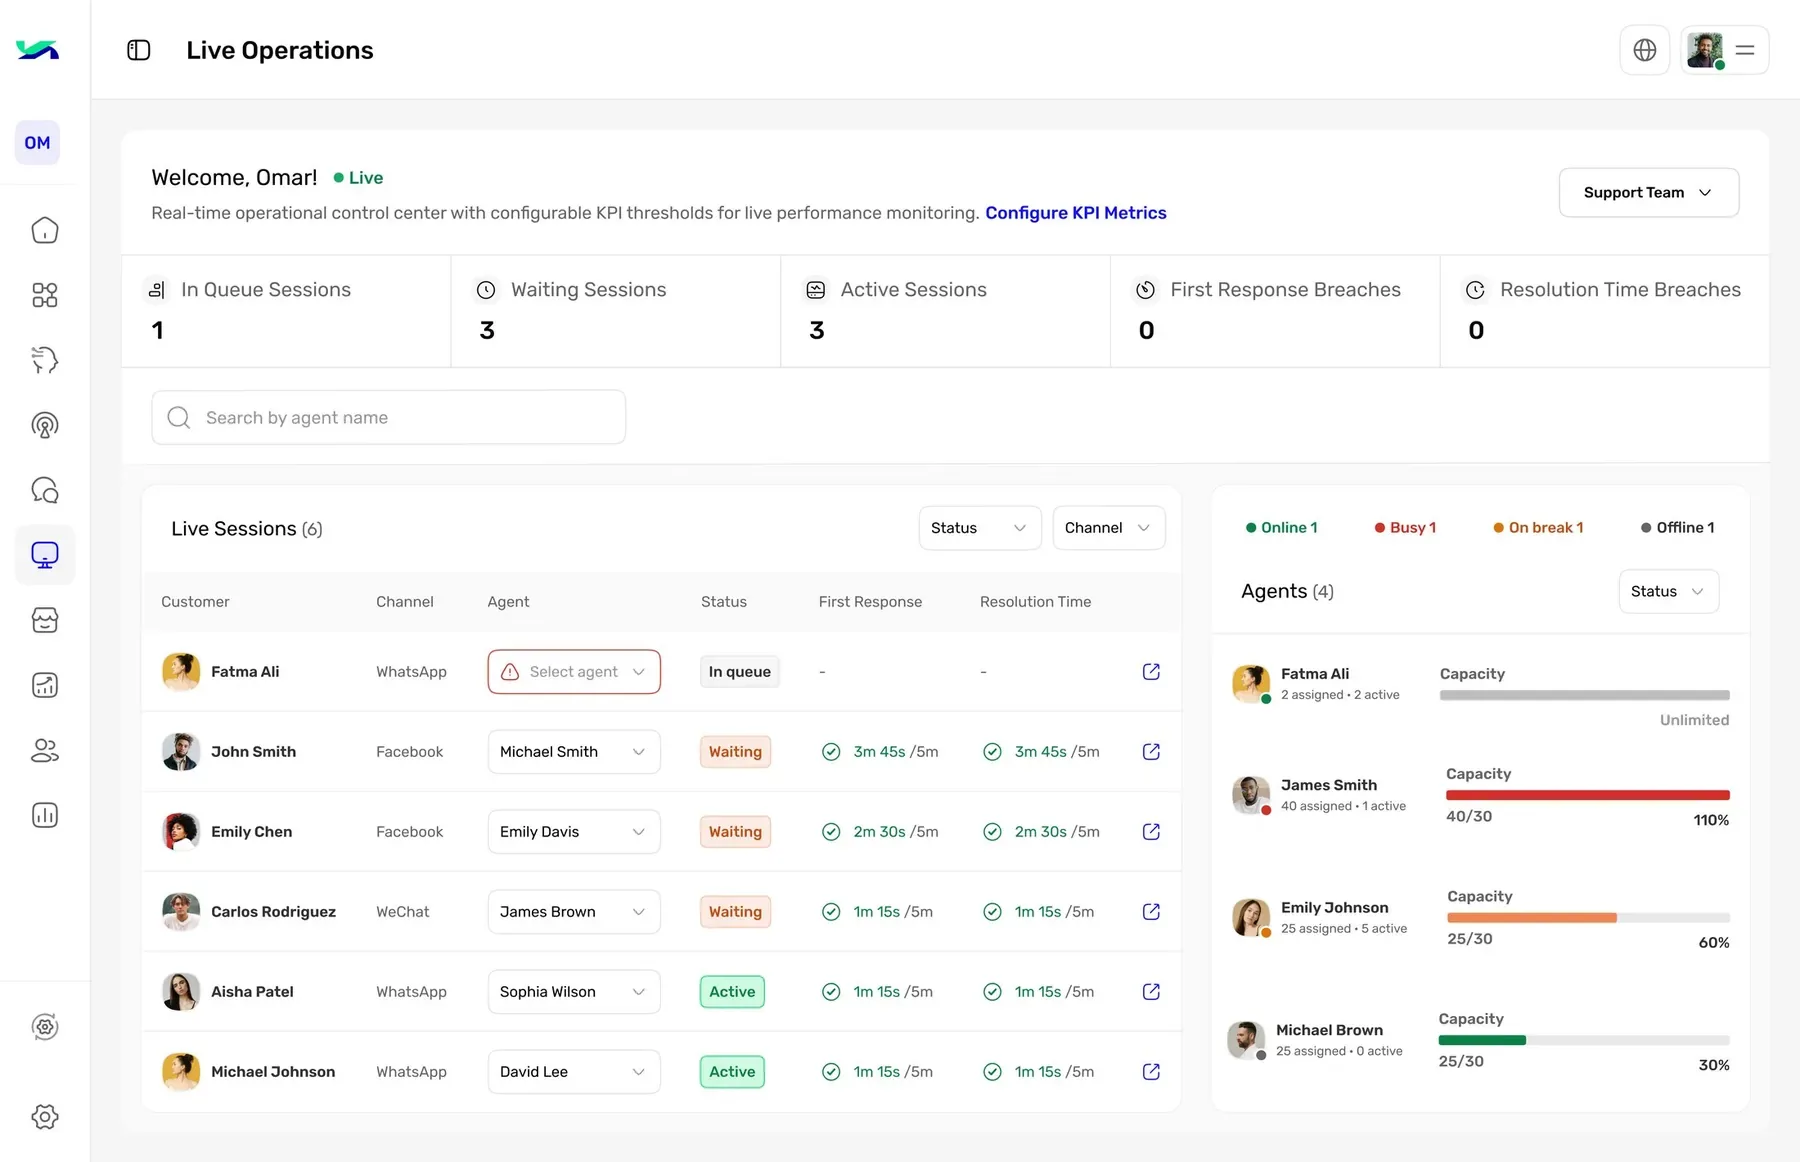 Live Operations
OM
Welcome, Omar! Live
Real-time operational control center with configurable KPI thresholds for live performance monitoring. Configure KPI Metrics
Support Team
In Queue Sessions
1
Waiting Sessions
3
Active Sessions
3
First Response Breaches
0
Resolution Time Breaches
0
Search by agent name
Live Sessions (6)
Status
Channel
Customer Channel Agent Status First Response Resolution Time
Fatma Ali WhatsApp Select agent In queue - -
John Smith Facebook Michael Smith Waiting 3m 45s /5m 3m 45s /5m
Emily Chen Facebook Emily Davis Waiting 2m 30s /5m 2m 30s /5m
Carlos Rodriguez WeChat James Brown Waiting 1m 15s /5m 1m 15s /5m
Aisha Patel WhatsApp Sophia Wilson Active 1m 15s /5m 1m 15s /5m
Michael Johnson WhatsApp David Lee Active 1m 15s /5m 1m 15s /5m
Online 1 Busy 1 On break 1 Offline 1
Agents (4)
Status
Fatma Ali
2 assigned • 2 active
Capacity
Unlimited
James Smith
40 assigned • 1 active
Capacity
40/30
110%
Emily Johnson
25 assigned • 5 active
Capacity
25/30
60%
Michael Brown
25 assigned • 0 active
Capacity
25/30
30%